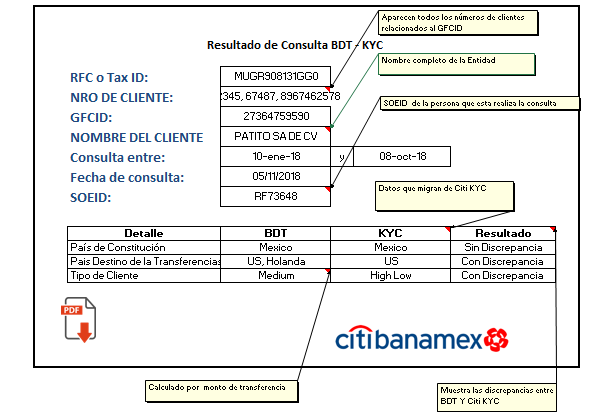 Aparecen todos los números de clientes
relacionados al GFCID
Resultado de Consulta BDT - KYC
Nombre completo de la Entidad
RFC o Tax ID: MUGR908131GG0
NRO DE CLIENTE: 2345, 67487, 8967462578
SOEID de la persona que esta realiza la consulta
GFCID: 27364759590
NOMBRE DEL CLIENTE PATITO SA DE CV
Consulta entre: 10-ene-18 y 08-oct-18
Fecha de consulta: 05/11/2018
SOEID: RF73648
Datos que migran de Citi KYC
Detalle BDT KYC Resultado
País de Constitución Mexico Mexico Sin Discrepancia
Pais Destino de la Transferencias US, Holanda US Con Discrepancia
Tipo de Cliente Medium High Low Con Discrepancia
PDF
citibanamex
Calculado por monto de transferencia
Muestra las discrepancias entre
BDT Y Citi KYC